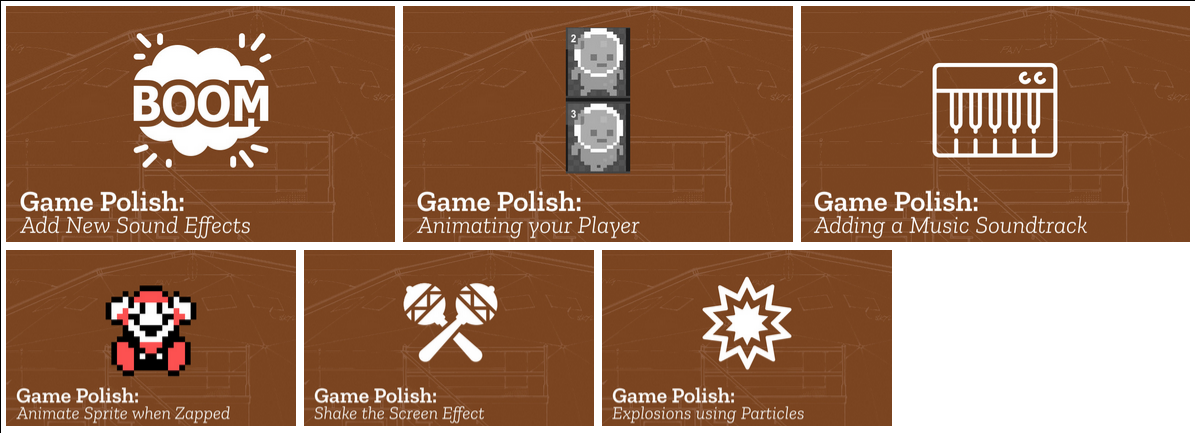 BOOM
Game Polish:
Add New Sound Effects
2
3
Game Polish:
Animating your Player
Game Polish:
Adding a Music Soundtrack
Game Polish:
Animate Sprite when Zapped
Game Polish:
Shake the Screen Effect
Game Polish:
Explosions using Particles